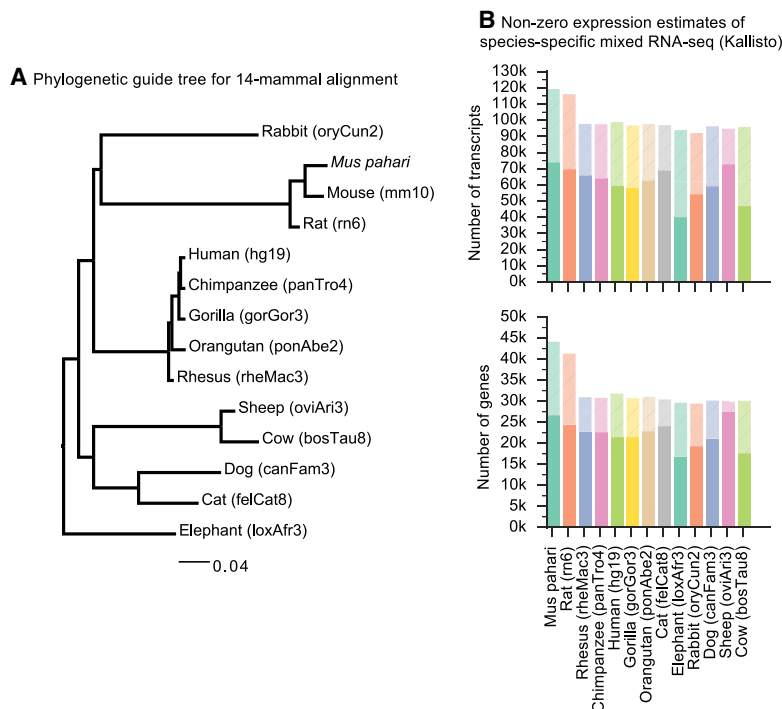 A Phylogenetic guide tree for 14-mammal alignment
Rabbit (oryCun2)
Mus pahari
Mouse (mm10)
Rat (rn6)
Human (hg19)
Chimpanzee (panTro4)
Gorilla (gorGor3)
Orangutan (ponAbe2)
Rhesus (rheMac3)
Sheep (oviAri3)
Cow (bosTau8)
Dog (canFam3)
Cat (felCat8)
Elephant (loxAfr3)
0.04
B Non-zero expression estimates of
species-specific mixed RNA-seq (Kallisto)
Number of transcripts
130k
120k
110k
100k
90k
80k
70k
60k
50k
40k
30k
20k
10k
0k
Number of genes
50k
45k
40k
35k
30k
25k
20k
15k
10k
5k
0k
Mus pahari
Rat (rn6)
Rhesus (rheMac3)
Chimpanzee (panTro4)
Human (hg19)
Gorilla (gorGor3)
Orangutan (ponAbe2)
Cat (felCat8)
Elephant (loxAfr3)
Rabbit (oryCun2)
Dog (canFam3)
Sheep (oviAri3)
Cow (bosTau8)